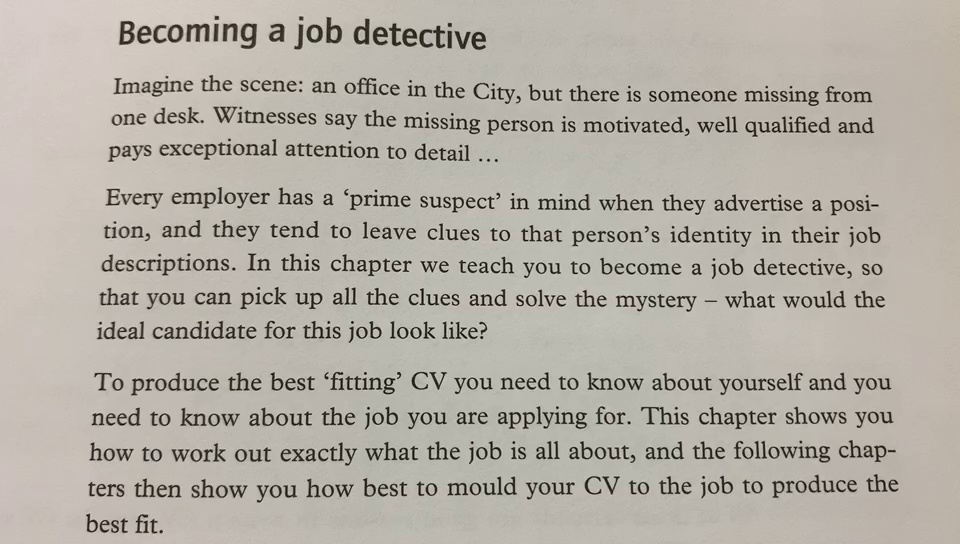 Becoming a job detective
Imagine the scene: an office in the City, but there is someone missing from
one desk. Witnesses say the missing person is motivated, well qualified and
pays exceptional attention to detail …
Every employer has a ‘prime suspect’ in mind when they advertise a posi-
tion, and they tend to leave clues to that person’s identity in their job
descriptions. In this chapter we teach you to become a job detective, so
that you can pick up all the clues and solve the mystery – what would the
ideal candidate for this job look like?
To produce the best ‘fitting’ CV you need to know about yourself and you
need to know about the job you are applying for. This chapter shows you
how to work out exactly what the job is all about, and the following chap-
ters then show you how best to mould your CV to the job to produce the
best fit.